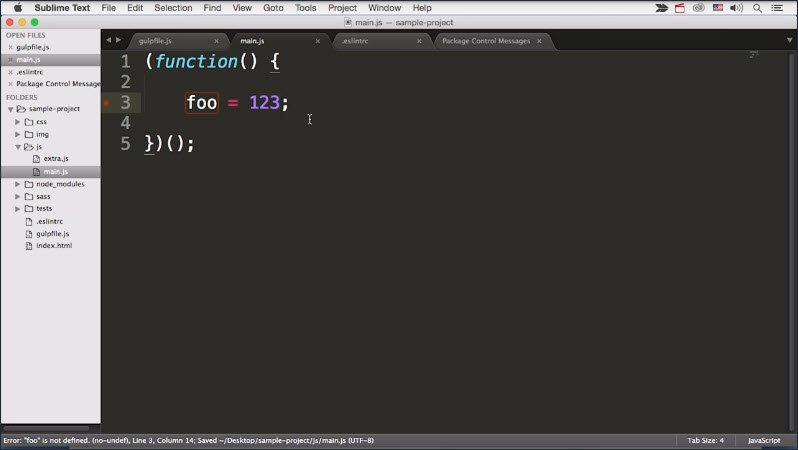 Sublime Text File Edit Selection Find View Goto Tools Project Window Help
main.js — sample-project
OPEN FILES
gulpfile.js
main.js
.eslintrc
Package Control Message
FOLDERS
sample-project
css
img
js
extra.js
main.js
node_modules
sass
tests
.eslintrc
gulpfile.js
index.html
gulpfile.js main.js .eslintrc Package Control Messages
1 (function() {
2
3 foo = 123;
4
5 })();
Error: "foo" is not defined. (no-undef), Line 3, Column 14; Saved ~/Desktop/sample-project/js/main.js (UTF-8) Tab Size: 4 JavaScript